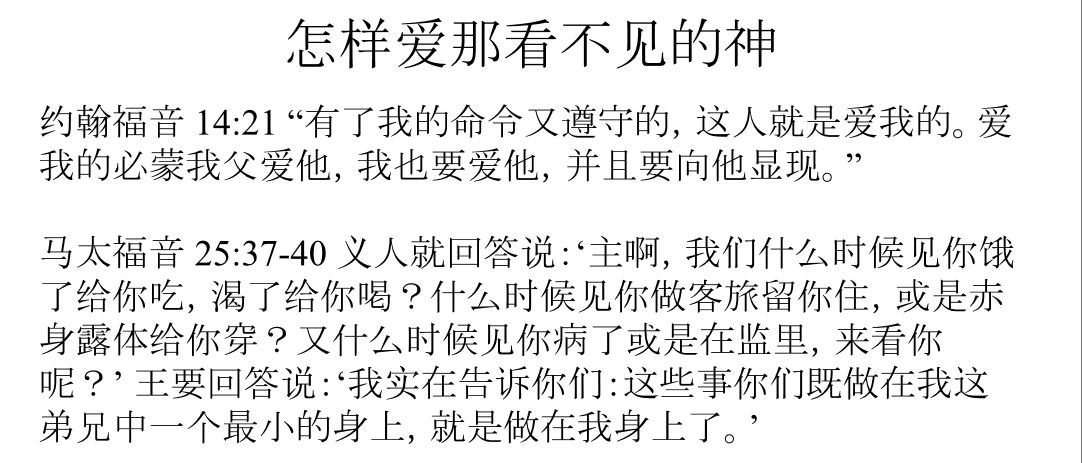 怎样爱那看不见的神
约翰福音 14:21 “有了我的命令又遵守的, 这人就是爱我的。爱
我的必蒙我父爱他, 我也要爱他, 并且要向他显现。”
马太福音 25:37-40 义人就回答说:‘主啊, 我们什么时候见你饿
了给你吃, 渴了给你喝？什么时候见你做客旅留你住, 或是赤
身露体给你穿？又什么时候见你病了或是在监里, 来看你
呢？’ 王要回答说:‘我实在告诉你们:这些事你们既做在我这
弟兄中一个最小的身上, 就是做在我身上了。’